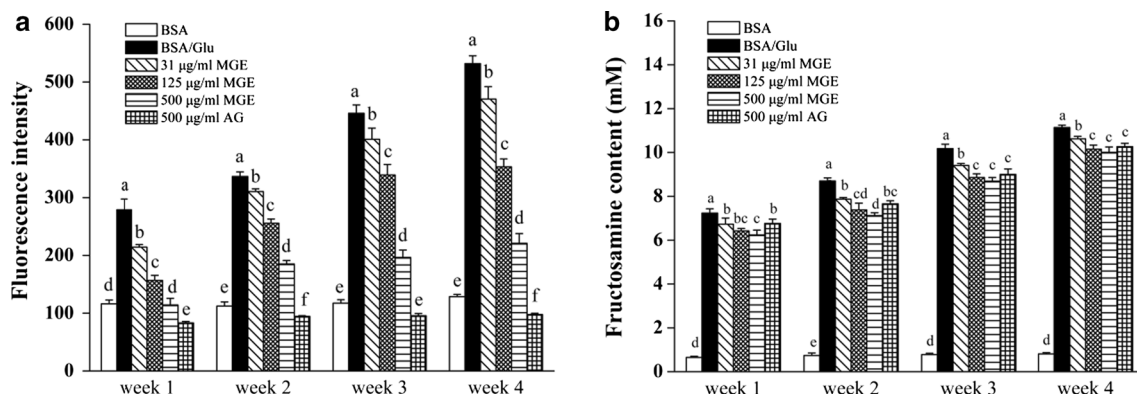 a
Fluorescence intensity
600
500
400
300
200
100
0
BSA
BSA/Glu
31 μg/ml MGE
125 μg/ml MGE
500 μg/ml MGE
500 μg/ml AG
d a b c d e
e a b c d f
e a b c d e
e a b c d f
week 1 week 2 week 3 week 4
b
Fructosamine content (mM)
16
14
12
10
8
6
4
2
0
BSA
BSA/Glu
31 μg/ml MGE
125 μg/ml MGE
500 μg/ml MGE
500 μg/ml AG
d a b bc c b
e a b cd d bc
d a b c c c
d a b c c c
week 1 week 2 week 3 week 4